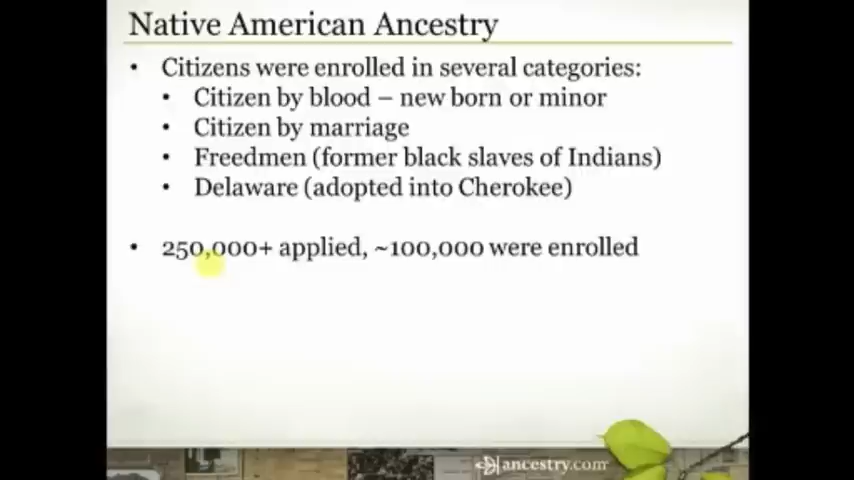 Native American Ancestry
• Citizens were enrolled in several categories:
• Citizen by blood – new born or minor
• Citizen by marriage
• Freedmen (former black slaves of Indians)
• Delaware (adopted into Cherokee)
• 250,000+ applied, ~100,000 were enrolled
ancestry.com